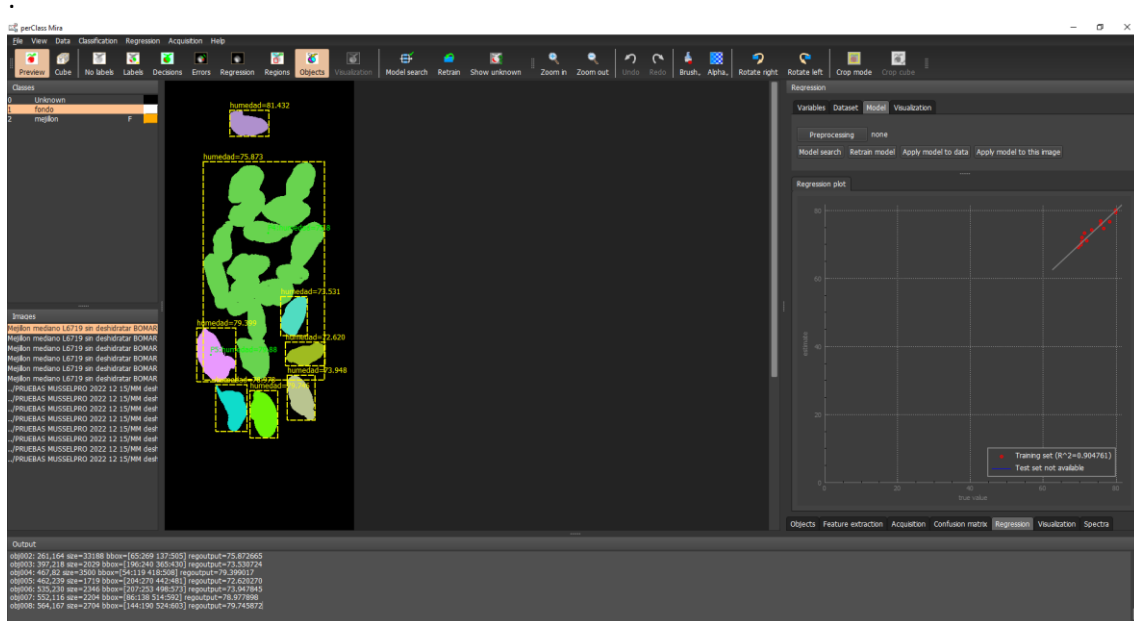 perClass Mira
File View Data Classification Regression Acquisition Help
Preview Cube No labels Labels Decisions Errors Regression Regions Objects Visualization Model search Retrain Show unknown Zoom in Zoom out Undo Redo Brush, Alpha, Rotate right Rotate left Crop mode Crop cube
Classes
0 Unknown
1 fondo
2 mejillon F
Images
Mejillon mediano L6719 sin deshidratar BOMAR
Mejillon mediano L6719 sin deshidratar BOMAR
Mejillon mediano L6719 sin deshidratar BOMAR
Mejillon mediano L6719 sin deshidratar BOMAR
Mejillon mediano L6719 sin deshidratar BOMAR
Mejillon mediano L6719 sin deshidratar BOMAR
../PRUEBAS MUSSELPRO 2022 12 15/MM desh
../PRUEBAS MUSSELPRO 2022 12 15/MM desh
../PRUEBAS MUSSELPRO 2022 12 15/MM desh
../PRUEBAS MUSSELPRO 2022 12 15/MM desh
../PRUEBAS MUSSELPRO 2022 12 15/MM desh
../PRUEBAS MUSSELPRO 2022 12 15/MM desh
../PRUEBAS MUSSELPRO 2022 12 15/MM desh
../PRUEBAS MUSSELPRO 2022 12 15/MM desh
humedad=81.432
humedad=75.873
humedad=73.531
humedad=79.399
humedad=72.620
humedad=73.948
Regression
Variables Dataset Model Visualization
Preprocessing none
Model search Retrain model Apply model to data Apply model to this image
Regression plot
80
60
40
20
0
0 20 40 60 80
estimate
true value
Training set (R^2=0.904761)
Test set not available
Objects Feature extraction Acquisition Confusion matrix Regression Visualization Spectra
Output
obj002: 261,164 size=33188 bbox=[65:269 137:505] regoutput=75.872665
obj003: 397,218 size=2029 bbox=[196:240 365:430] regoutput=73.530724
obj004: 467,82 size=3500 bbox=[54:119 418:508] regoutput=79.399017
obj005: 462,239 size=1719 bbox=[204:270 442:481] regoutput=72.620270
obj006: 535,230 size=2346 bbox=[207:253 498:573] regoutput=73.947845
obj007: 552,116 size=2204 bbox=[86:138 514:592] regoutput=78.977898
obj008: 564,167 size=2704 bbox=[144:190 524:603] regoutput=79.745872